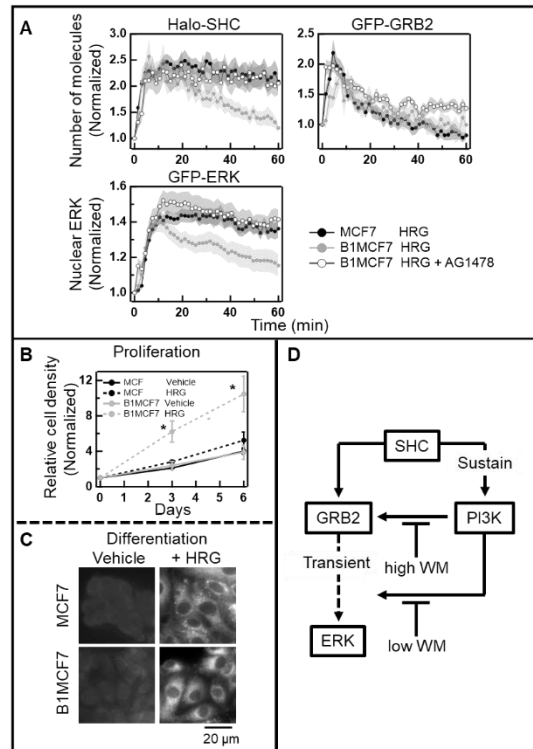 A
Halo-SHC
GFP-GRB2
Number of molecules
(Normalized)
2.5
2.0
1.5
1.0
0 20 40 60
2.5
2.0
1.5
1.0
0 20 40 60
GFP-ERK
Nuclear ERK
(Normalized)
1.6
1.4
1.2
1.0
0 20 40 60
Time (min)
MCF7 HRG
B1MCF7 HRG
B1MCF7 HRG + AG1478
B
Proliferation
Relative cell density
(Normalized)
12
8
4
0
MCF Vehicle
MCF HRG
B1MCF7 Vehicle
B1MCF7 HRG
*
*
0 3 6
Days
C
Differentiation
Vehicle + HRG
MCF7
B1MCF7
20 µm
D
SHC
Sustain
GRB2
PI3K
Transient
high WM
ERK
low WM